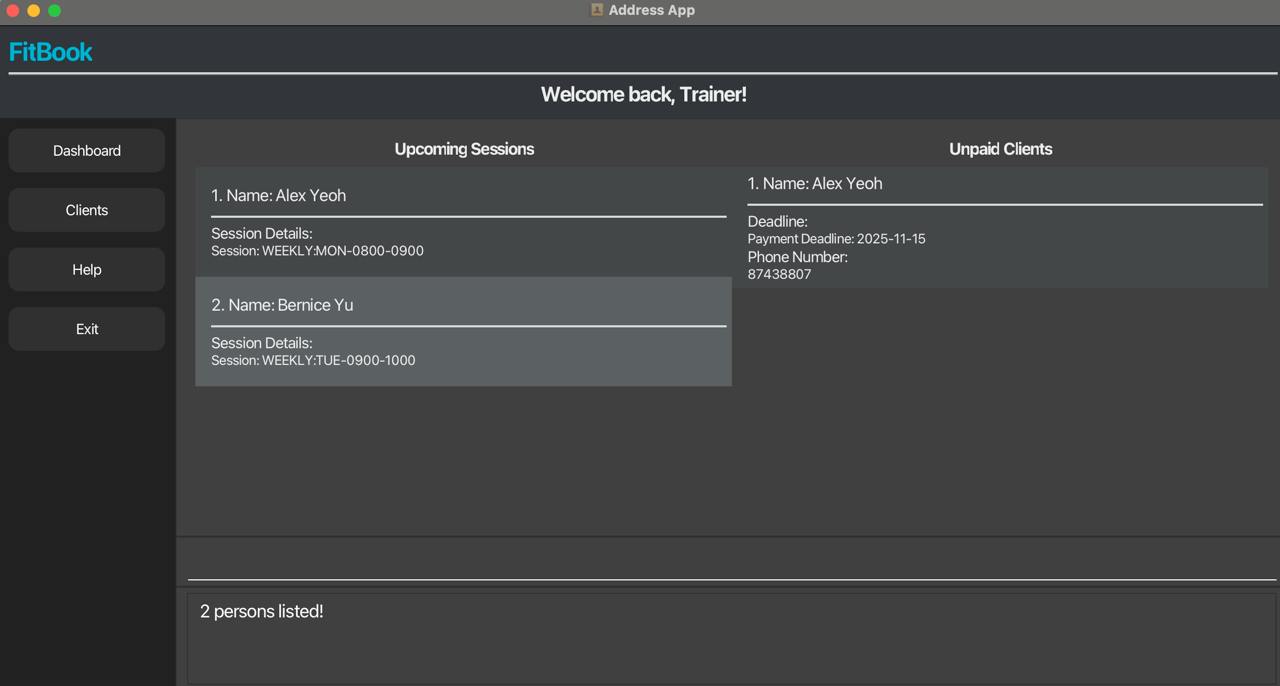 Address App
FitBook
Welcome back, Trainer!
Dashboard
Clients
Help
Exit
Upcoming Sessions
1. Name: Alex Yeoh
Session Details:
Session: WEEKLY:MON-0800-0900
2. Name: Bernice Yu
Session Details:
Session: WEEKLY:TUE-0900-1000
Unpaid Clients
1. Name: Alex Yeoh
Deadline:
Payment Deadline: 2025-11-15
Phone Number:
87438807
2 persons listed!